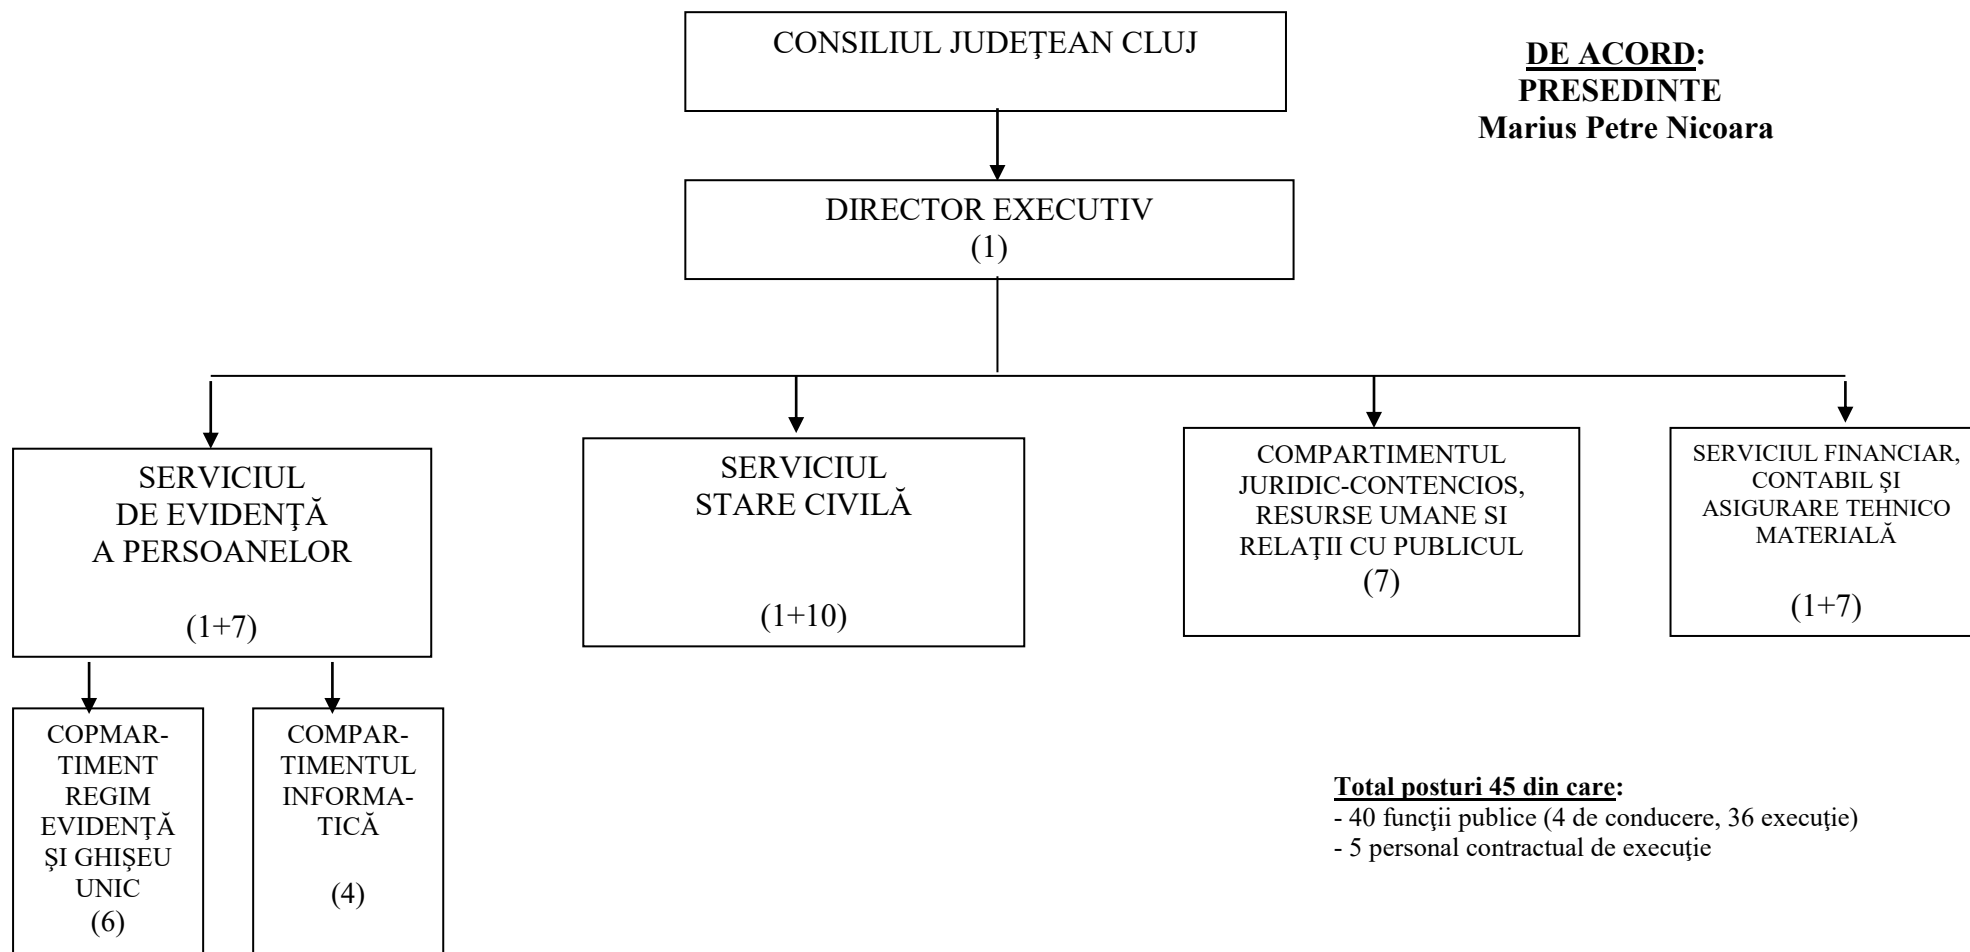 CONSILIUL JUDEŢEAN CLUJ
DE ACORD:
PRESEDINTE
Marius Petre Nicoara
DIRECTOR EXECUTIV
(1)
SERVICIUL
DE EVIDENŢĂ
A PERSOANELOR
(1+7)
SERVICIUL
STARE CIVILĂ
(1+10)
COMPARTIMENTUL
JURIDIC-CONTENCIOS,
RESURSE UMANE SI
RELAŢII CU PUBLICUL
(7)
SERVICIUL FINANCIAR,
CONTABIL ŞI
ASIGURARE TEHNICO
MATERIALĂ
(1+7)
COPMAR-
TIMENT
REGIM
EVIDENŢĂ
ŞI GHIŞEU
UNIC
(6)
COMPAR-
TIMENTUL
INFORMA-
TICĂ
(4)
Total posturi 45 din care:
- 40 funcţii publice (4 de conducere, 36 execuţie)
- 5 personal contractual de execuţie